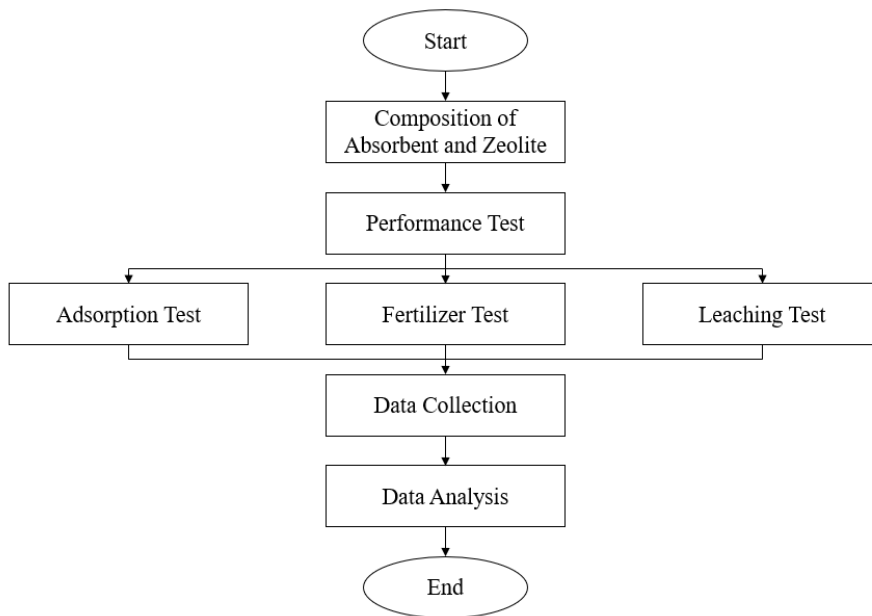 Start
Composition of
Absorbent and Zeolite
Performance Test
Adsorption Test
Fertilizer Test
Leaching Test
Data Collection
Data Analysis
End